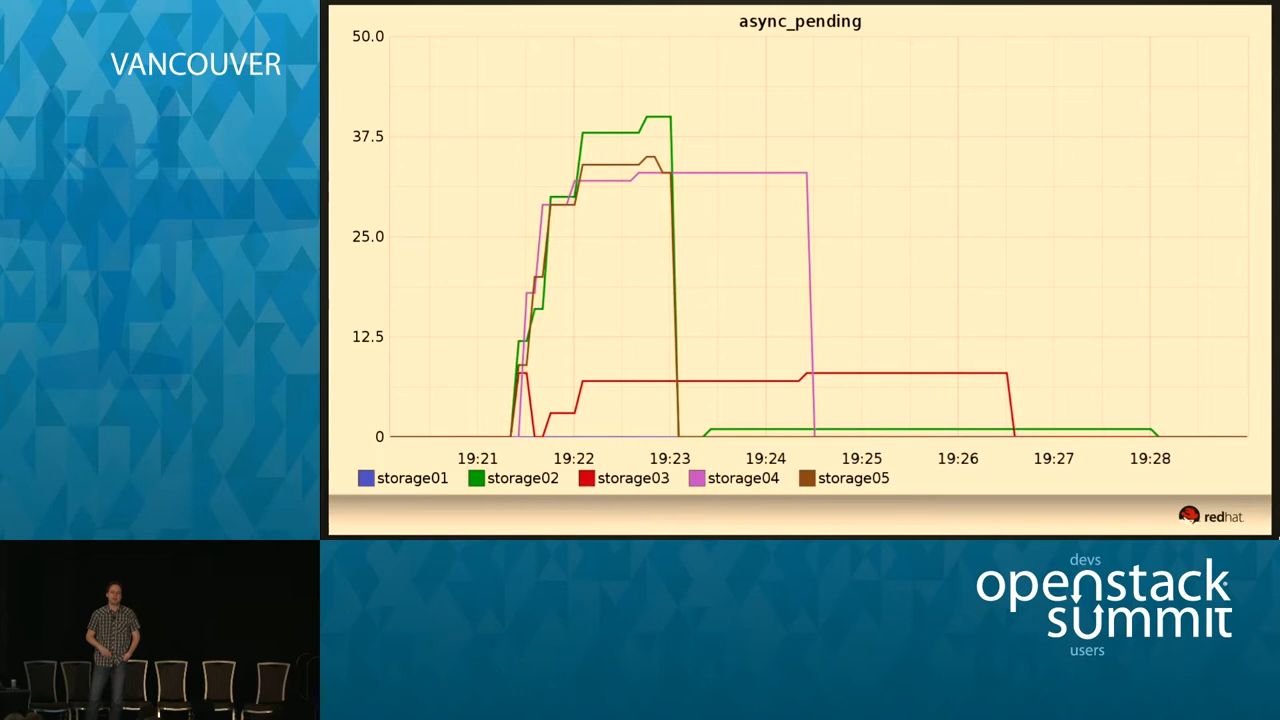 VANCOUVER
async_pending
50.0
37.5
25.0
12.5
0
19:21 19:22 19:23 19:24 19:25 19:26 19:27 19:28
storage01 storage02 storage03 storage04 storage05
redhat.
devs
openstack
summit
users